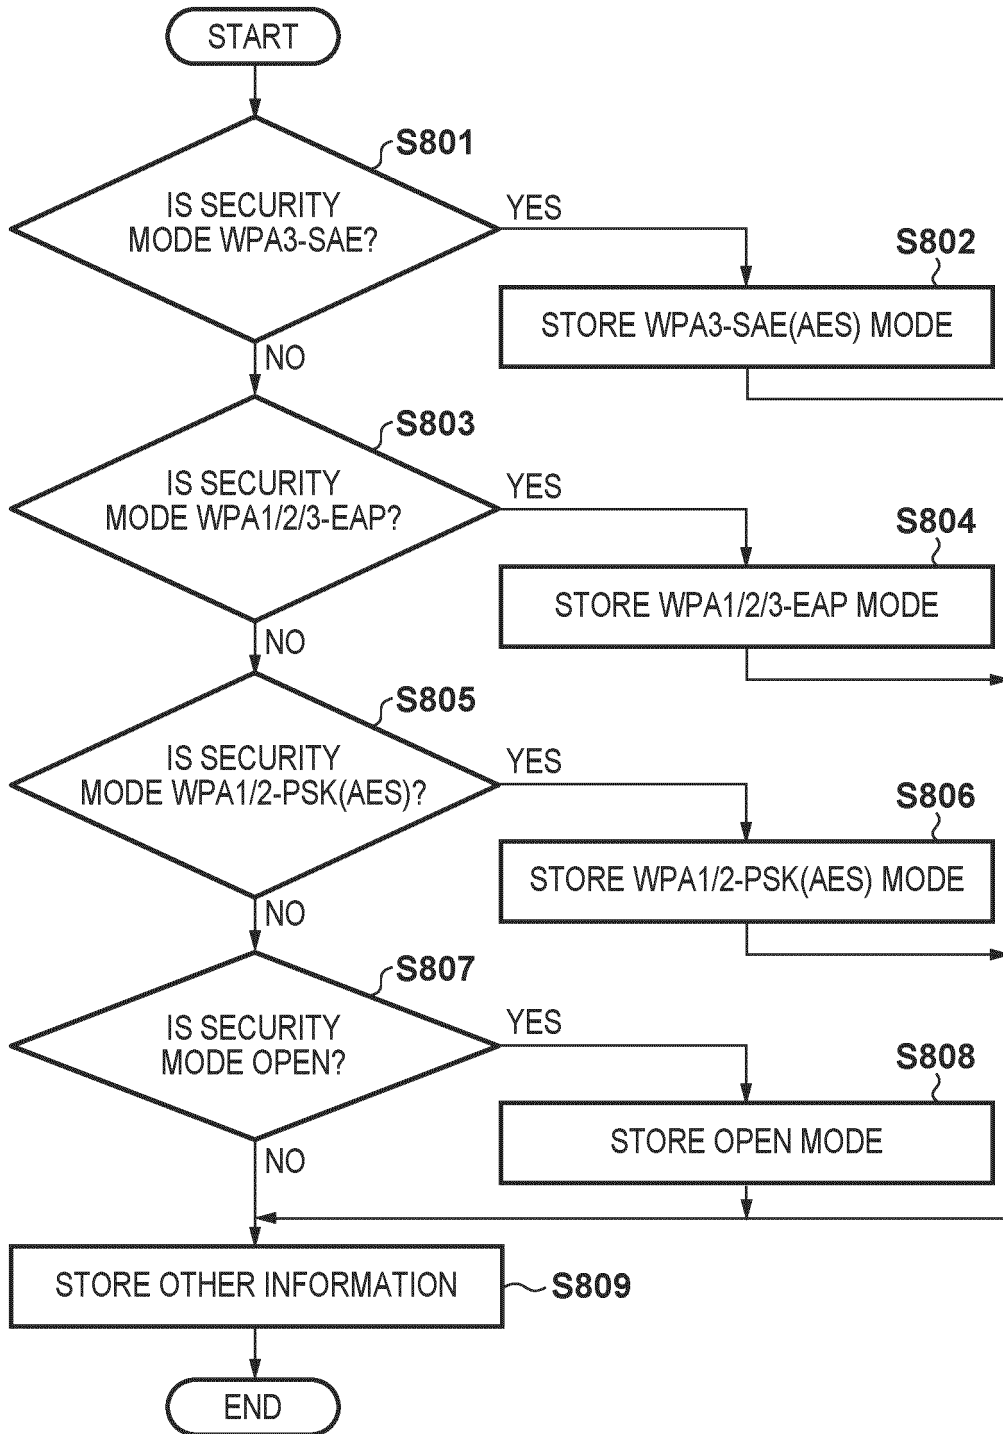 START
S801
IS SECURITY
MODE WPA3-SAE?
YES
S802
STORE WPA3-SAE(AES) MODE
NO
S803
IS SECURITY
MODE WPA1/2/3-EAP?
YES
S804
STORE WPA1/2/3-EAP MODE
NO
S805
IS SECURITY
MODE WPA1/2-PSK(AES)?
YES
S806
STORE WPA1/2-PSK(AES) MODE
NO
S807
IS SECURITY
MODE OPEN?
YES
S808
STORE OPEN MODE
NO
STORE OTHER INFORMATION
S809
END